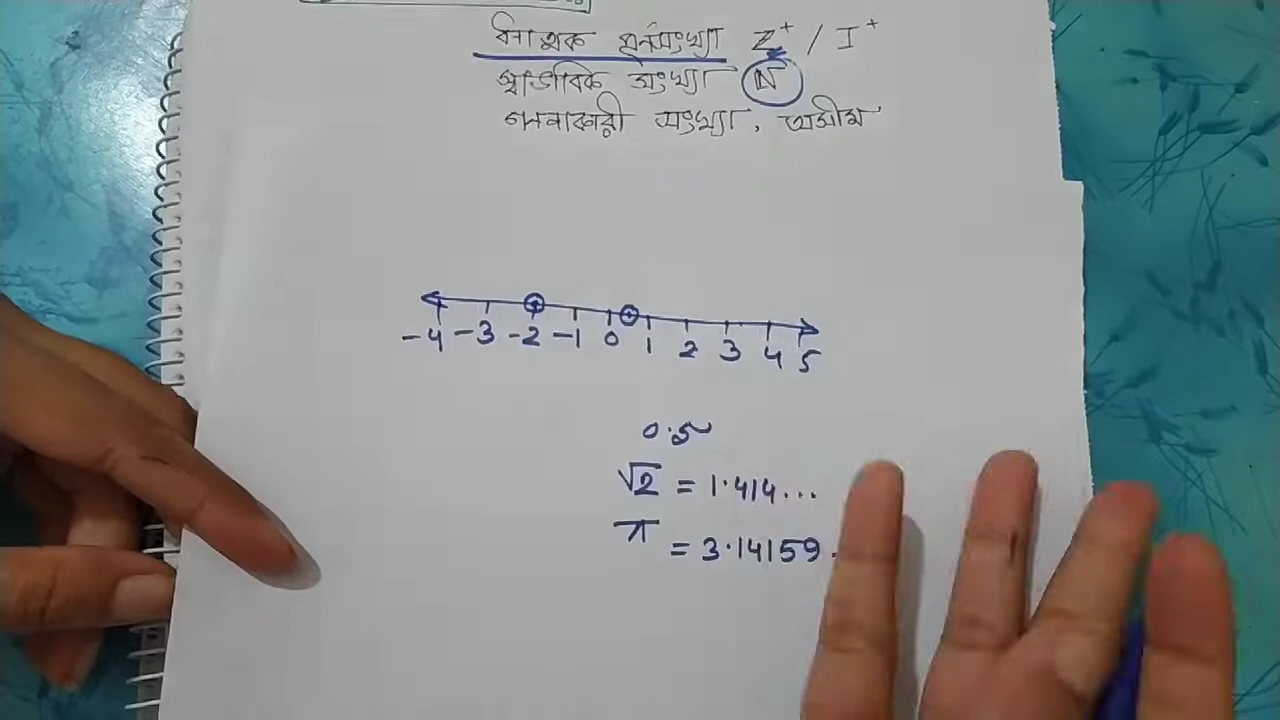 ধনাত্মক পূর্ণসংখ্যা Z⁺ / I⁺
স্বাভাবিক সংখ্যা N
গননাকারী সংখ্যা, অসীম
-4 -3 -2 -1 0 1 2 3 4 5
0.5
√2 = 1.414...
π = 3.14159.